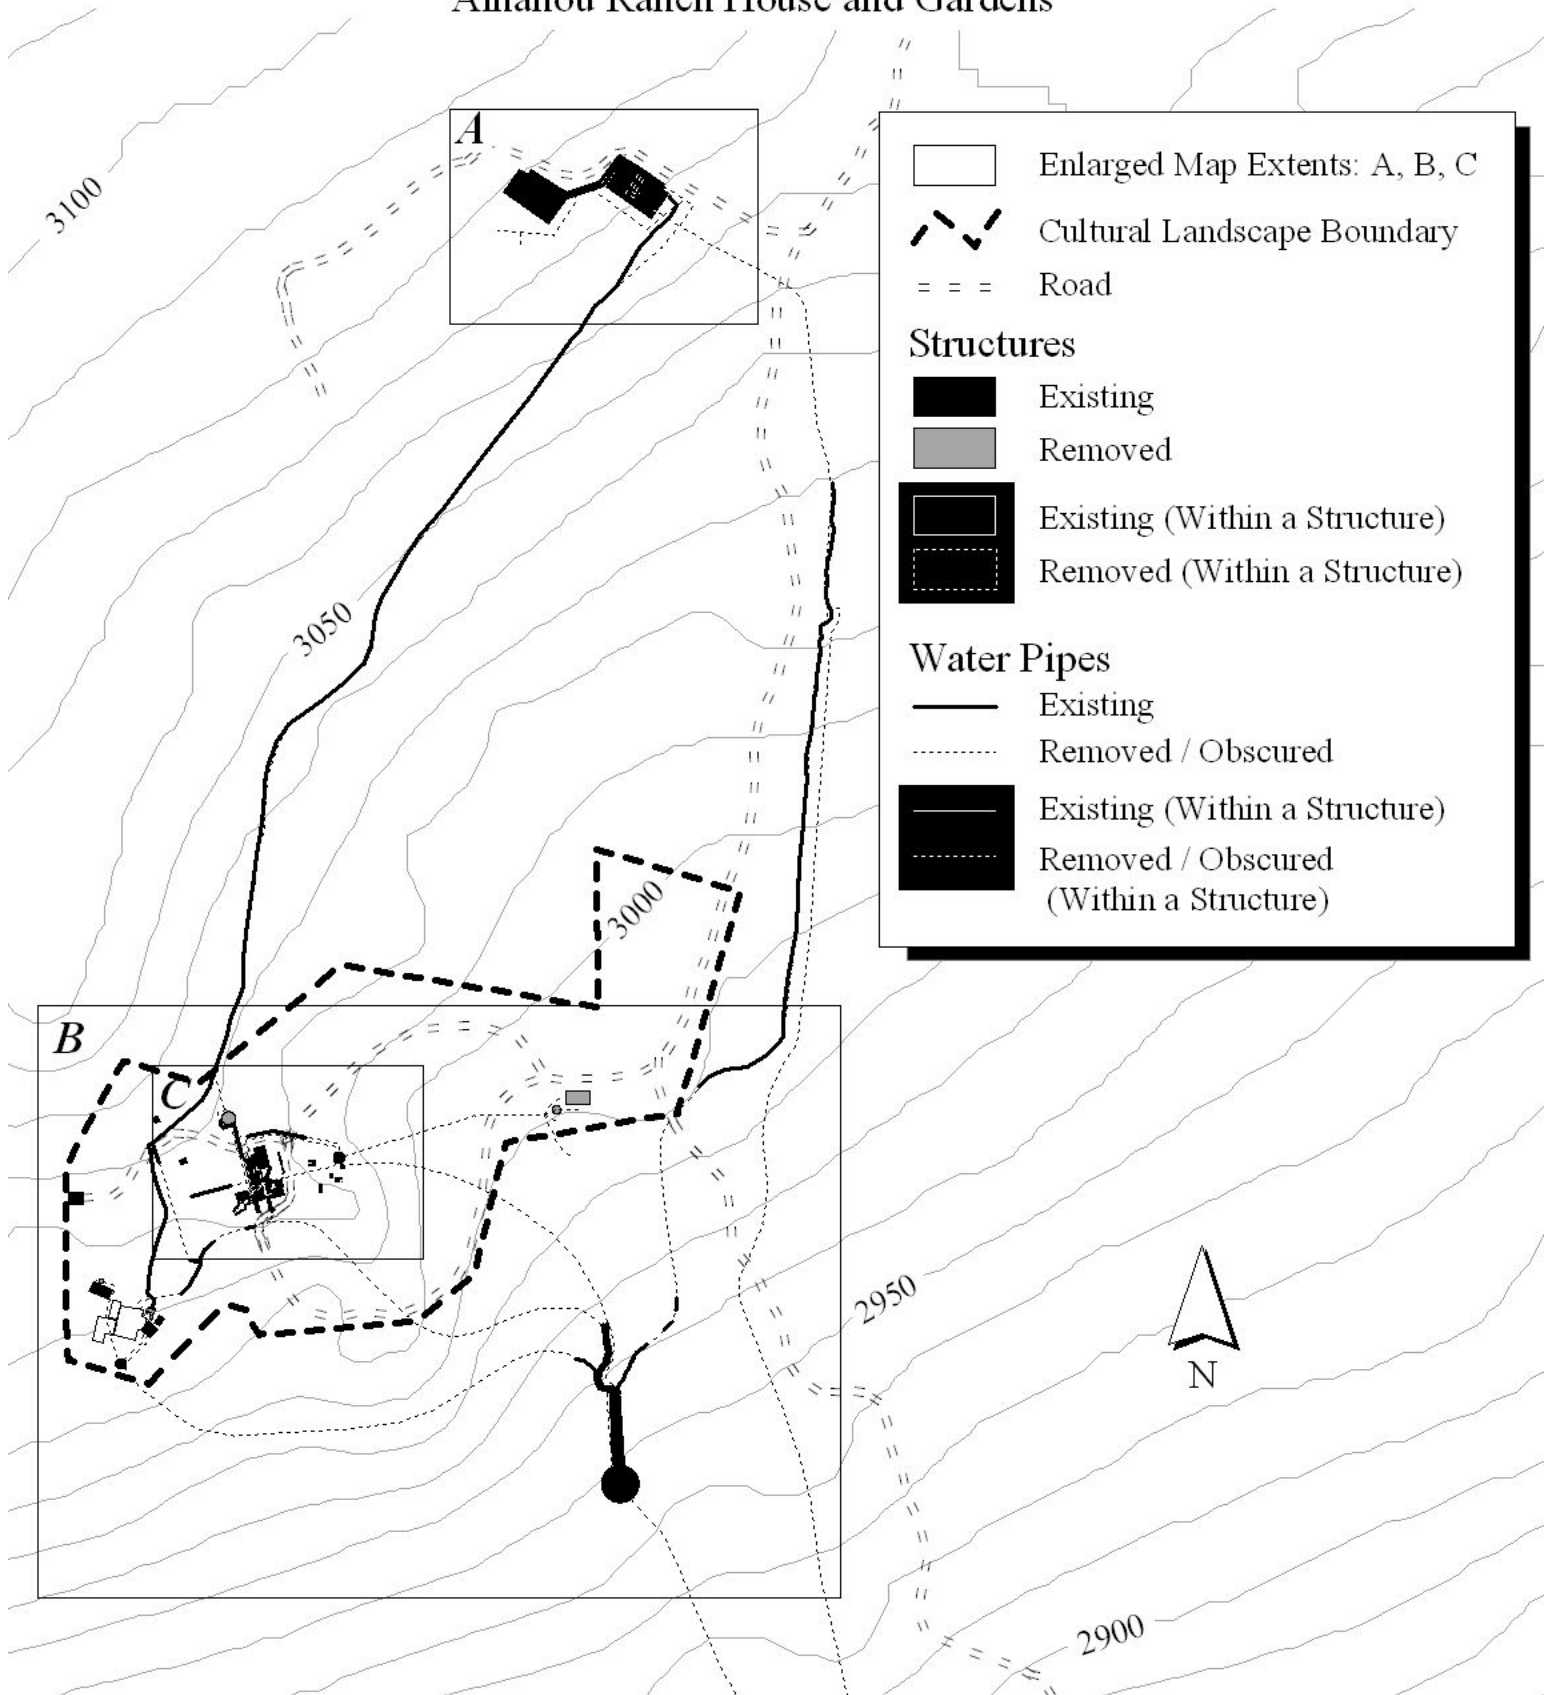 Ainahou Ranch House and Gardens
A
3100
Enlarged Map Extents: A, B, C
Cultural Landscape Boundary
Road
Structures
Existing
Removed
Existing (Within a Structure)
Removed (Within a Structure)
3050
Water Pipes
Existing
Removed / Obscured
Existing (Within a Structure)
Removed / Obscured
(Within a Structure)
3000
B
C
2950
N
2900